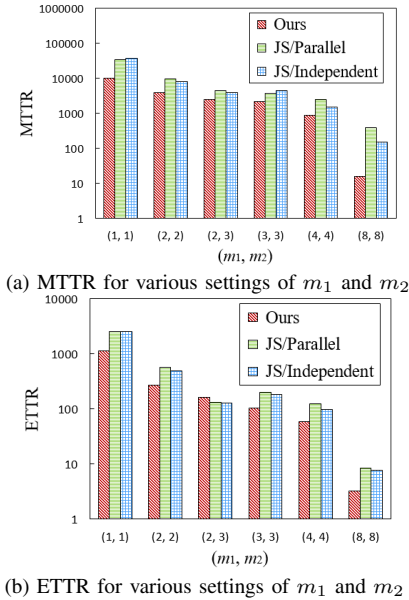 1000000
100000
10000
1000
100
10
1
MTTR
Ours
JS/Parallel
JS/Independent
(1, 1) (2, 2) (2, 3) (3, 3) (4, 4) (8, 8)
(m1, m2)
(a) MTTR for various settings of m1 and m2
10000
1000
100
10
1
ETTR
Ours
JS/Parallel
JS/Independent
(1, 1) (2, 2) (2, 3) (3, 3) (4, 4) (8, 8)
(m1, m2)
(b) ETTR for various settings of m1 and m2